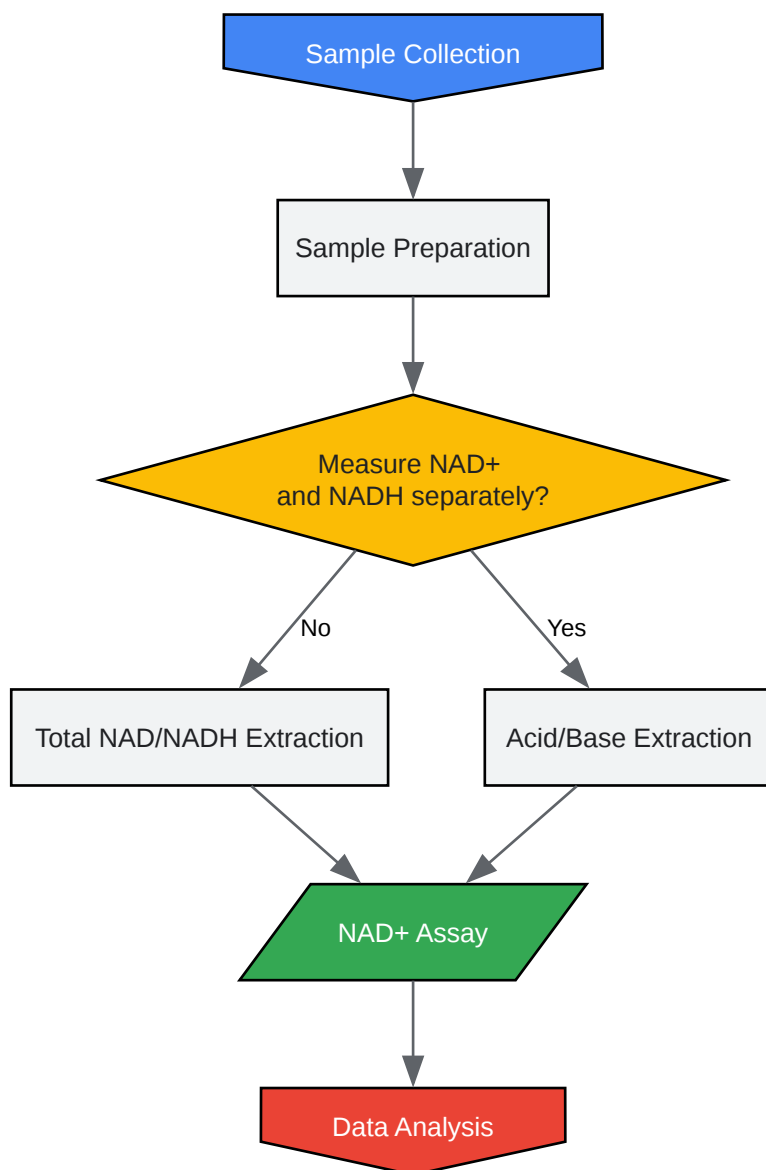 Sample Collection
Sample Preparation
Measure NAD+
and NADH separately?
No
Yes
Total NAD/NADH Extraction
Acid/Base Extraction
NAD+ Assay
Data Analysis